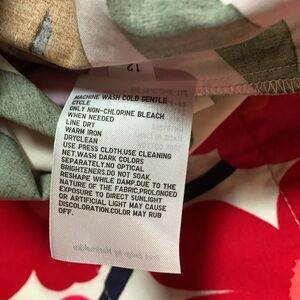 12
MACHINE WASH COLD GENTLE
CYCLE
ONLY NON-CHLORINE BLEACH
WHEN NEEDED
LINE DRY
WARM IRON
DRYCLEAN
USE PRESS CLOTH.USE CLEANING
NET.WASH DARK COLORS
SEPARATELY.NO OPTICAL
BRIGHTENERS.DO NOT SOAK.
RESHAPE WHILE DAMP.DUE TO THE
NATURE OF THE FABRIC,PROLONGED
EXPOSURE TO DIRECT SUNLIGHT
OR ARTIFICIAL LIGHT MAY CAUSE
DISCOLORATION.COLOR MAY RUB
OFF.